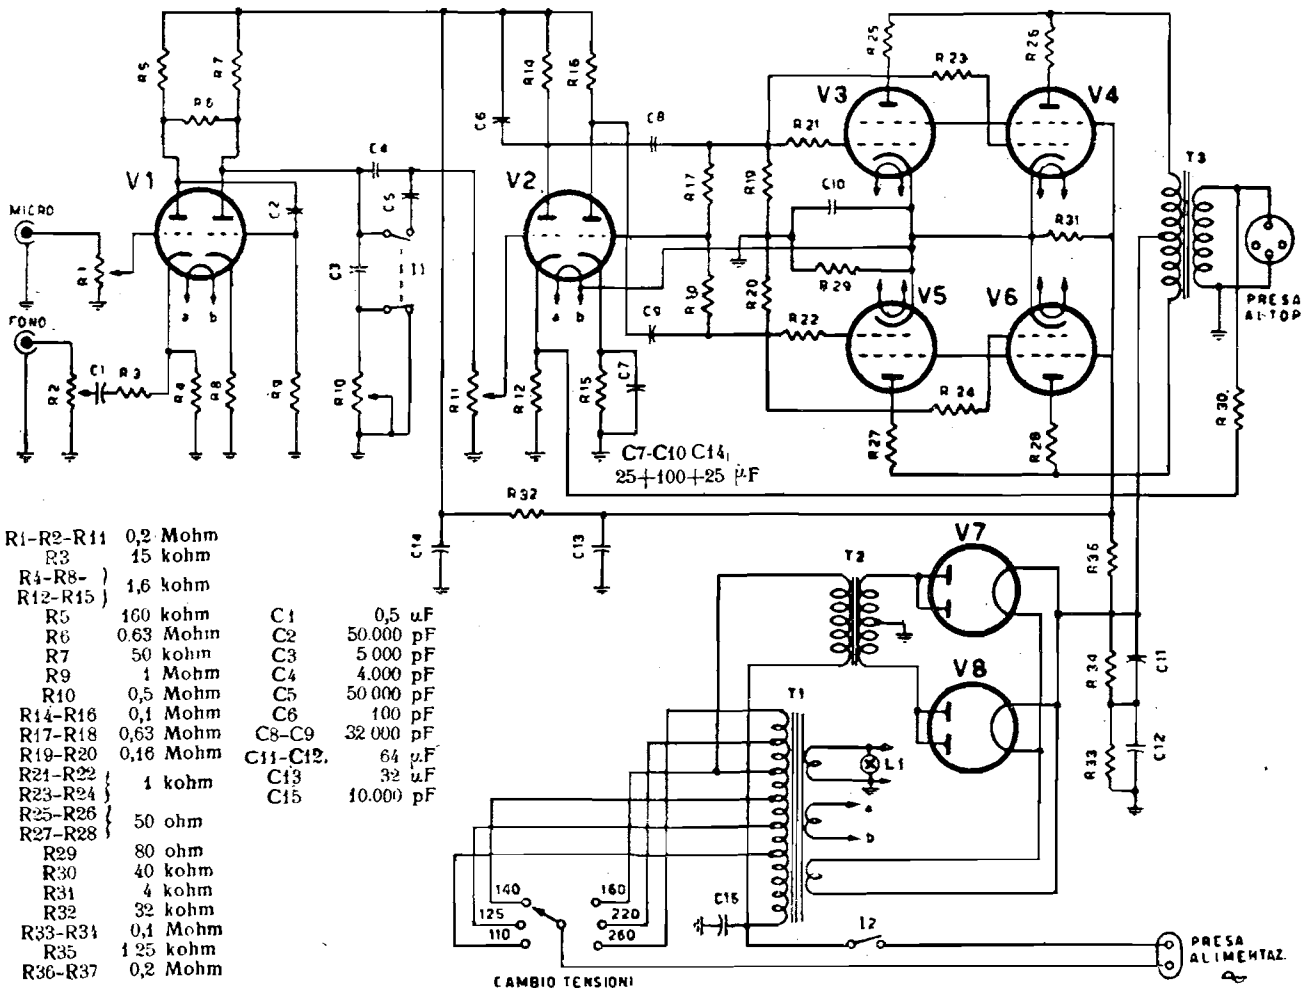 R5
R7
R6
V1
MICRO
R1
FONO
R2
C1
R3
a
b
R4
R8
R9
C2
C4
C5
C3
I1
R10
R11
C6
R14
R16
V2
a
b
R12
R15
C7
C8
C9
R17
R19
R20
R21
R22
C10
R29
R25
R26
R23
V3
V4
R31
V5
V6
R24
R27
R28
T3
PRESA
ALTOP
R30
C7-C10 C14
25+100+25 µF
R32
C14
C13
R36
R34
R33
C11
C12
T2
V7
V8
T1
L1
a
b
C15
I2
140
125
110
160
220
260
CAMBIO TENSIONI
PRESA
ALIMENTAZ.
R1-R2-R11 0,2 Mohm
R3 15 kohm
R4-R8- }
R12-R15 } 1,6 kohm
R5 160 kohm C1 0,5 µF
R6 0.63 Mohm C2 50.000 pF
R7 50 kohm C3 5 000 pF
R9 1 Mohm C4 4.000 pF
R10 0,5 Mohm C5 50 000 pF
R14-R16 0,1 Mohm C6 100 pF
R17-R18 0,63 Mohm C8-C9 32 000 pF
R19-R20 0,16 Mohm C11-C12. 64 µF
R21-R22 }
R23-R24 } 1 kohm C13 32 µF
C15 10.000 pF
R25-R26 }
R27-R28 } 50 ohm
R29 80 ohm
R30 40 kohm
R31 4 kohm
R32 32 kohm
R33-R34 0,1 Mohm
R35 1 25 kohm
R36-R37 0,2 Mohm